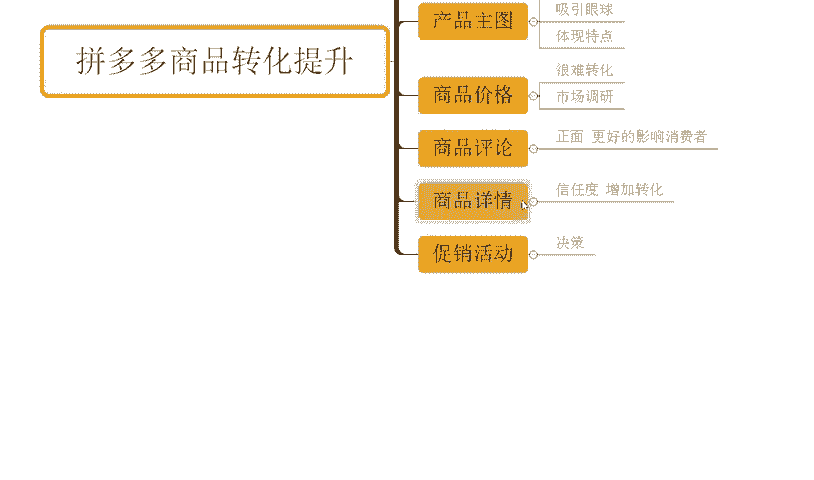 吸引眼球
产品主图
体现特点
拼多多商品转化提升
很难转化
商品价格
市场调研
商品评论
正面 更好的影响消费者
商品详情
信任度 增加转化
促销活动
决策